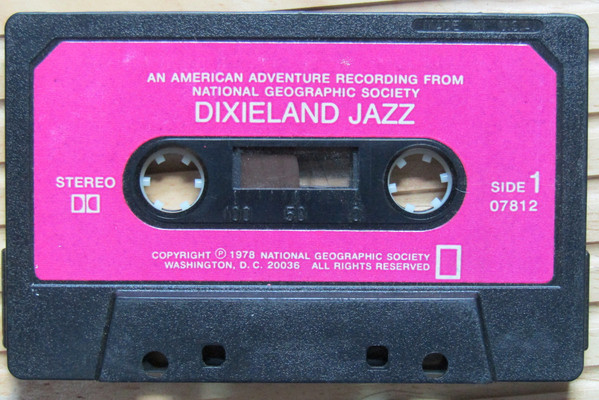 AN AMERICAN ADVENTURE RECORDING FROM
NATIONAL GEOGRAPHIC SOCIETY
DIXIELAND JAZZ
STEREO
SIDE 1
07812
100 50 0
COPYRIGHT ℗ 1978 NATIONAL GEOGRAPHIC SOCIETY
WASHINGTON, D. C. 20036 ALL RIGHTS RESERVED